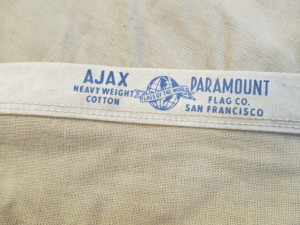 AJAX
HEAVY WEIGHT
COTTON
FLAGS OF THE WORLD
PARAMOUNT
FLAG CO.
SAN FRANCISCO